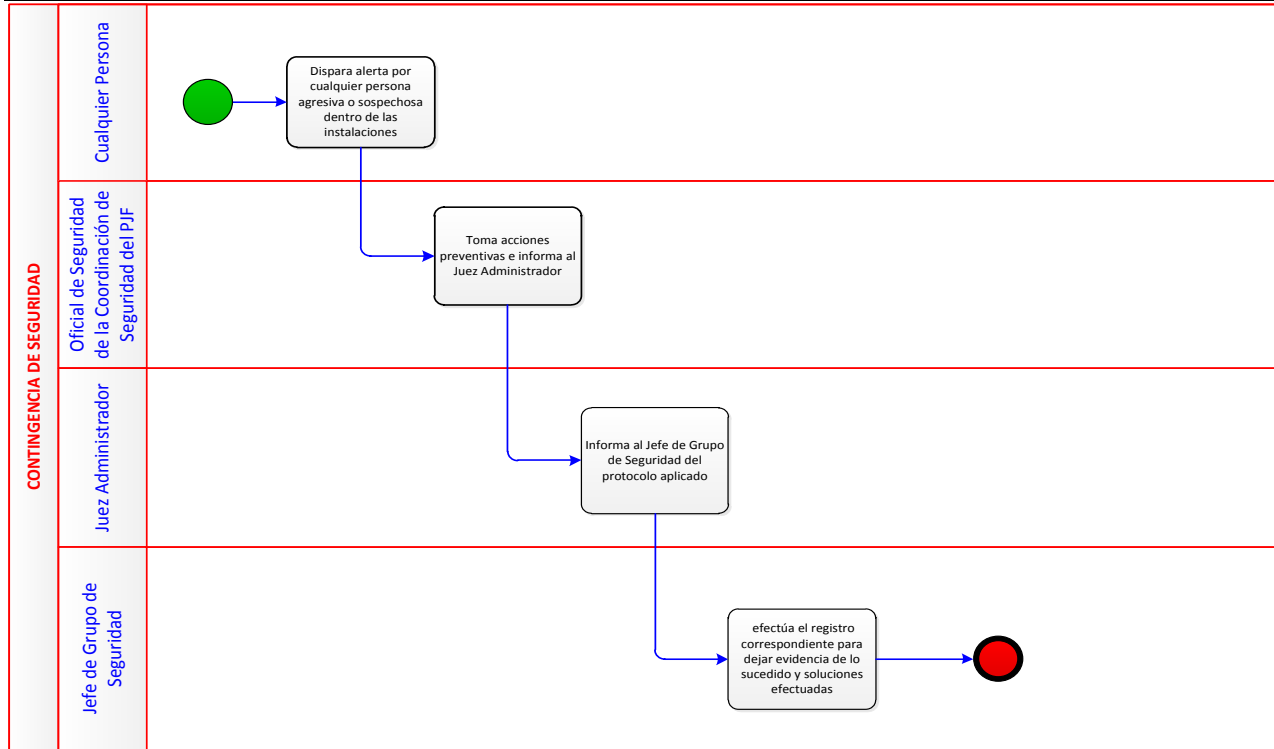 CONTINGENCIA DE SEGURIDAD
Cualquier Persona
Dispara alerta por
cualquier persona
agresiva o sospechosa
dentro de las
instalaciones
Oficial de Seguridad
de la Coordinación de
Seguridad del PJF
Toma acciones
preventivas e informa al
Juez Administrador
Juez Administrador
Informa al Jefe de Grupo
de Seguridad del
protocolo aplicado
Jefe de Grupo de
Seguridad
efectúa el registro
correspondiente para
dejar evidencia de lo
sucedido y soluciones
efectuadas